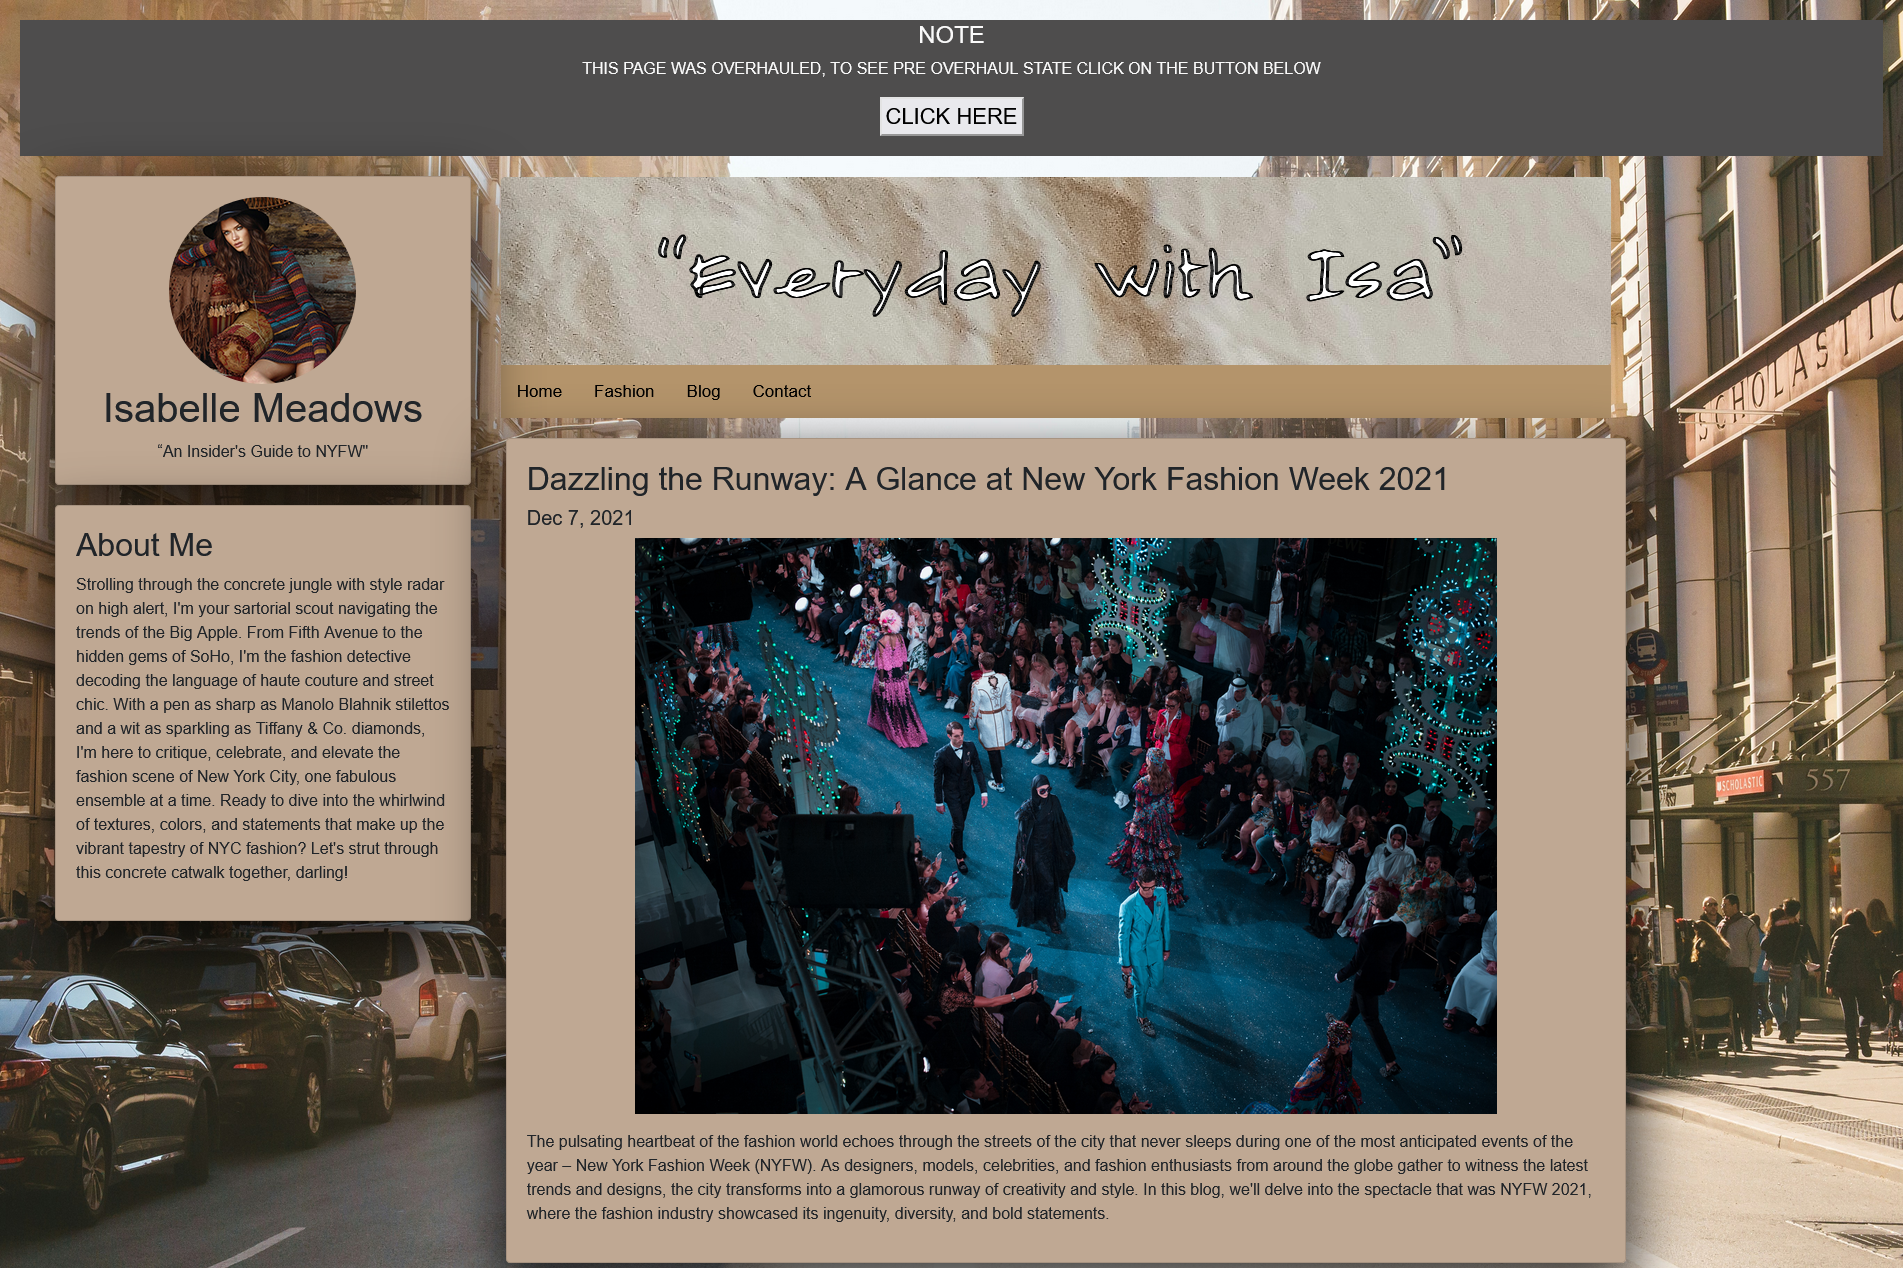 NOTE
THIS PAGE WAS OVERHAULED, TO SEE PRE OVERHAUL STATE CLICK ON THE BUTTON BELOW
CLICK HERE
Isabelle Meadows
“An Insider's Guide to NYFW"
About Me
Strolling through the concrete jungle with style radar
on high alert, I'm your sartorial scout navigating the
trends of the Big Apple. From Fifth Avenue to the
hidden gems of SoHo, I'm the fashion detective
decoding the language of haute couture and street
chic. With a pen as sharp as Manolo Blahnik stilettos
and a wit as sparkling as Tiffany & Co. diamonds,
I'm here to critique, celebrate, and elevate the
fashion scene of New York City, one fabulous
ensemble at a time. Ready to dive into the whirlwind
of textures, colors, and statements that make up the
vibrant tapestry of NYC fashion? Let's strut through
this concrete catwalk together, darling!
“Everyday with Isa”
Home Fashion Blog Contact
Dazzling the Runway: A Glance at New York Fashion Week 2021
Dec 7, 2021
The pulsating heartbeat of the fashion world echoes through the streets of the city that never sleeps during one of the most anticipated events of the
year – New York Fashion Week (NYFW). As designers, models, celebrities, and fashion enthusiasts from around the globe gather to witness the latest
trends and designs, the city transforms into a glamorous runway of creativity and style. In this blog, we'll delve into the spectacle that was NYFW 2021,
where the fashion industry showcased its ingenuity, diversity, and bold statements.
SCHOLASTIC
SCHOLASTIC
557